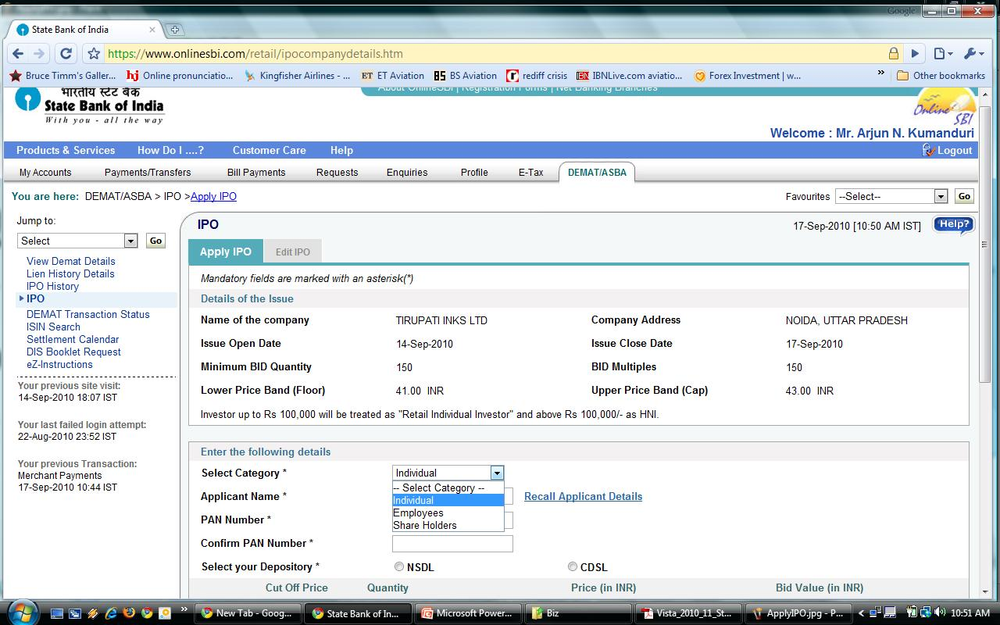 Google
State Bank of India
https://www.onlinesbi.com/retail/ipocompanydetails.htm
Bruce Timm's Galler... Online pronunciatio... Kingfisher Airlines - ... ET Aviation BS Aviation rediff crisis IBNLive.com aviatio... Forex Investment | w... » Other bookmarks
भारतीय स्टेट बैंक
State Bank of India
With you - all the way
About OnlineSBI | Registration Forms | Net Banking Branches
Online SBI
Welcome : Mr. Arjun N. Kumanduri
Products & Services How Do I ....? Customer Care Help Logout
My Accounts Payments/Transfers Bill Payments Requests Enquiries Profile E-Tax DEMAT/ASBA
You are here: DEMAT/ASBA > IPO >Apply IPO Favourites --Select-- Go
Jump to:
Select Go
View Demat Details
Lien History Details
IPO History
IPO
DEMAT Transaction Status
ISIN Search
Settlement Calendar
DIS Booklet Request
eZ-Instructions
Your previous site visit:
14-Sep-2010 18:07 IST
Your last failed login attempt:
22-Aug-2010 23:52 IST
Your previous Transaction:
Merchant Payments
17-Sep-2010 10:44 IST
IPO 17-Sep-2010 [10:50 AM IST] Help?
Apply IPO Edit IPO
Mandatory fields are marked with an asterisk(*)
Details of the Issue
Name of the company TIRUPATI INKS LTD Company Address NOIDA, UTTAR PRADESH
Issue Open Date 14-Sep-2010 Issue Close Date 17-Sep-2010
Minimum BID Quantity 150 BID Multiples 150
Lower Price Band (Floor) 41.00 INR Upper Price Band (Cap) 43.00 INR
Investor up to Rs 100,000 will be treated as "Retail Individual Investor" and above Rs 100,000/- as HNI.
Enter the following details
Select Category * Individual
-- Select Category --
Individual
Employees
Share Holders
Applicant Name * Recall Applicant Details
PAN Number *
Confirm PAN Number *
Select your Depository * NSDL CDSL
Cut Off Price Quantity Price (in INR) Bid Value (in INR)
» New Tab - Goog... State Bank of In... Microsoft Power... Biz Vista_2010_11_St... ApplyIPO.jpg - P... 10:51 AM